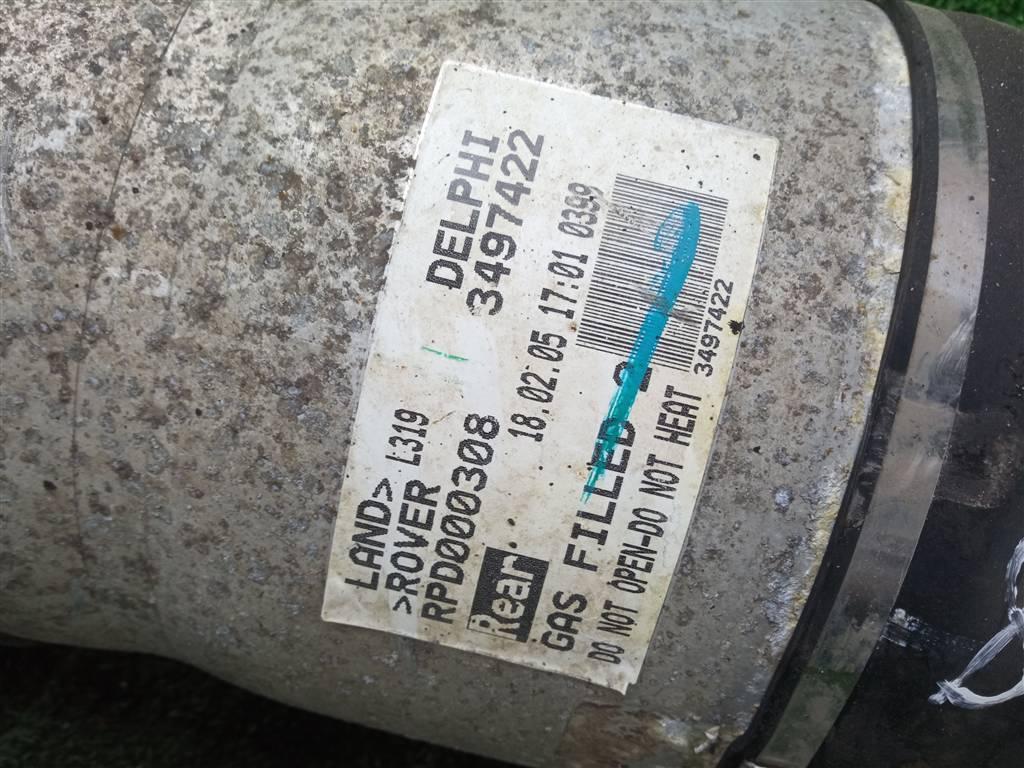 LAND> L319
>ROVER
RPD000308
DELPHI
3497422
Rear
18.02.05 17:01 0399
GAS FILLED
DO NOT OPEN-DO NOT HEAT
3497422